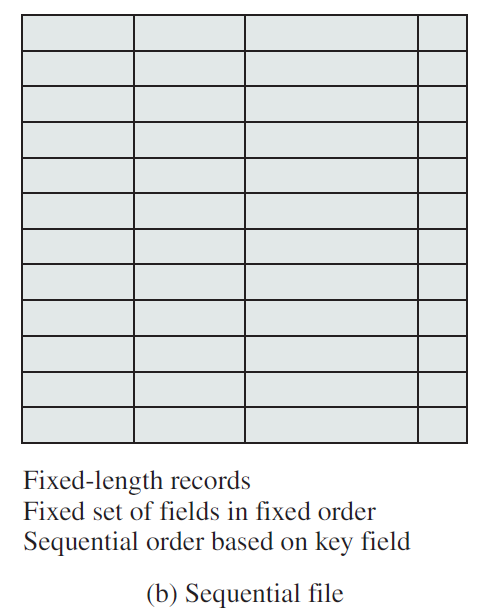 Fixed-length records
Fixed set of fields in fixed order
Sequential order based on key field
(b) Sequential file